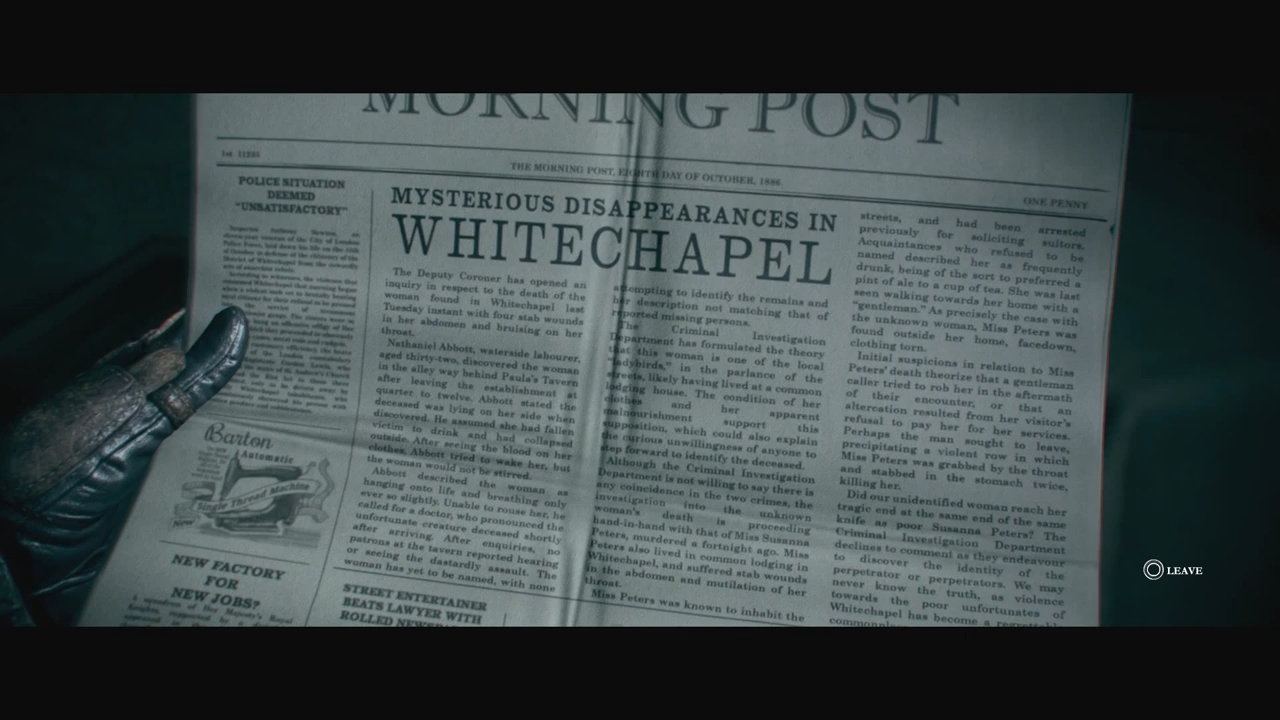 MORNING POST
THE MORNING POST, EIGHTH DAY OF OCTOBER, 1886
ONE PENNY
POLICE SITUATION
DEEMED
"UNSATISFACTORY"
Barton
Automatic
Single Thread Machine
New
NEW FACTORY
FOR
NEW JOBS?
MYSTERIOUS DISAPPEARANCES IN
WHITECHAPEL
The Deputy Coroner has opened an
inquiry in respect to the death of the
woman found in Whitechapel last
Tuesday instant with four stab wounds
in her abdomen and bruising on her
throat.
Nathaniel Abbott, waterside labourer,
aged thirty-two, discovered the woman
in the alley way behind Paula's Tavern
after leaving the establishment at
quarter to twelve. Abbott stated the
deceased was lying on her side when
discovered. He assumed she had fallen
victim to drink and had collapsed
outside. After seeing the blood on her
clothes, Abbott tried to wake her, but
the woman would not be stirred.
Abbott described the woman as
hanging onto life and breathing only
ever so slightly. Unable to rouse her, he
called for a doctor, who pronounced the
unfortunate creature deceased shortly
after arriving. After enquiries, no
patrons at the tavern reported hearing
or seeing the dastardly assault. The
woman has yet to be named, with none
STREET ENTERTAINER
BEATS LAWYER WITH
ROLLED
attempting to identify the remains and
her description not matching that of
reported missing persons.
The Criminal Investigation
Department has formulated the theory
that this woman is one of the local
"ladybirds," in the parlance of the
streets, likely having lived at a common
lodging house. The condition of her
clothes and her apparent
malnourishment support this
supposition, which could also explain
the curious unwillingness of anyone to
step forward to identify the deceased.
Although the Criminal Investigation
Department is not willing to say there is
any coincidence in the two crimes, the
investigation into the unknown
woman's death is proceeding
hand-in-hand with that of Miss Susanna
Peters, murdered a fortnight ago. Miss
Peters also lived in common lodging in
Whitechapel, and suffered stab wounds
in the abdomen and mutilation of her
throat.
Miss Peters was known to inhabit the
streets, and had been arrested
previously for soliciting suitors.
Acquaintances who refused to be
named described her as frequently
drunk, being of the sort to preferred a
pint of ale to a cup of tea. She was last
seen walking towards her home with a
"gentleman." As precisely the case with
the unknown woman, Miss Peters was
found outside her home, facedown,
clothing torn.
Initial suspicions in relation to Miss
Peters' death theorize that a gentleman
caller tried to rob her in the aftermath
of their encounter, or that an
altercation resulted from her visitor's
refusal to pay her for her services.
Perhaps the man sought to leave,
precipitating a violent row in which
Miss Peters was grabbed by the throat
and stabbed in the stomach twice,
killing her.
Did our unidentified woman reach her
tragic end at the same end of the same
knife as poor Susanna Peters? The
Criminal Investigation Department
declines to comment as they endeavour
to discover the identity of the
perpetrator or perpetrators. We may
never know the truth, as violence
towards the poor unfortunates of
Whitechapel has become a regrettable
LEAVE